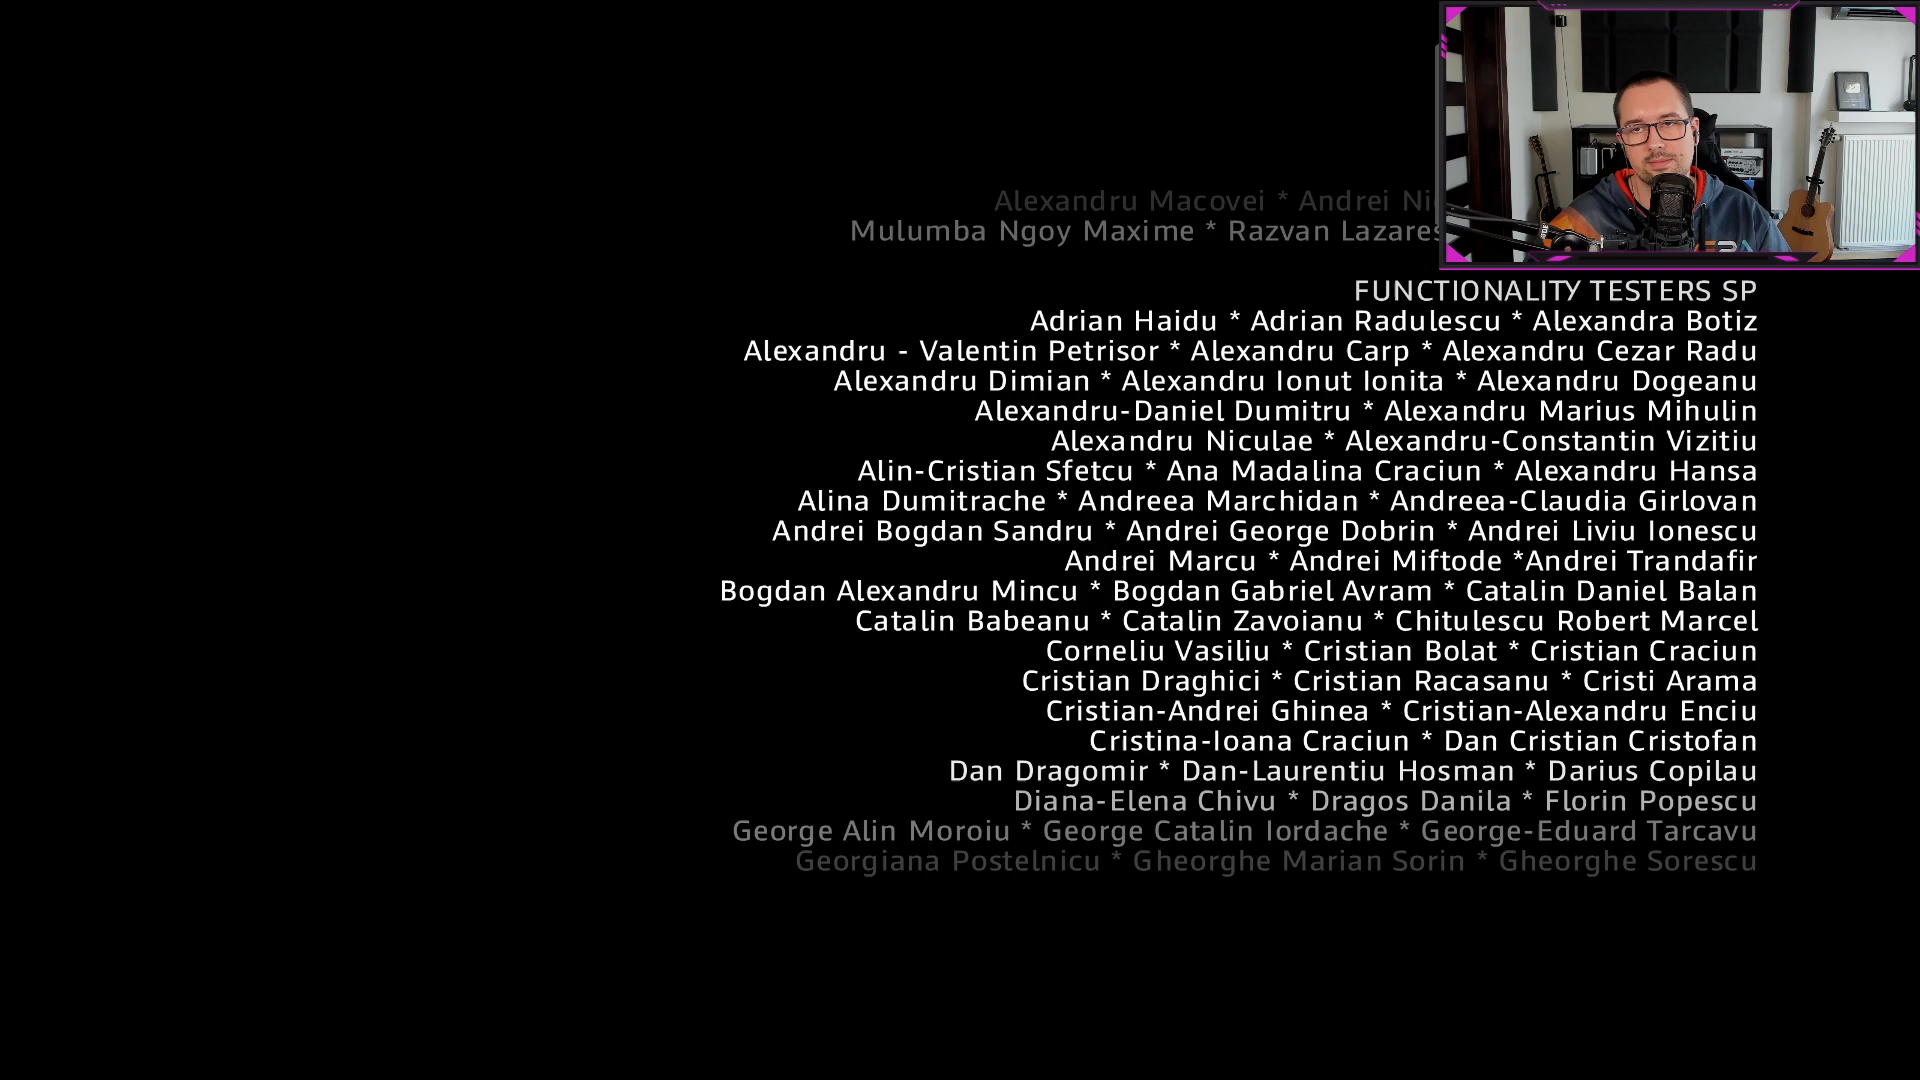 Alexandru Macovei * Andrei
Mulumba Ngoy Maxime * Razvan
FUNCTIONALITY TESTERS SP
Adrian Haidu * Adrian Radulescu * Alexandra Botiz
Alexandru - Valentin Petrisor * Alexandru Carp * Alexandru Cezar Radu
Alexandru Dimian * Alexandru Ionut Ionita * Alexandru Dogeanu
Alexandru-Daniel Dumitru * Alexandru Marius Mihulin
Alexandru Niculae * Alexandru-Constantin Vizitiu
Alin-Cristian Sfetcu * Ana Madalina Craciun * Alexandru Hansa
Alina Dumitrache * Andreea Marchidan * Andreea-Claudia Girlovan
Andrei Bogdan Sandru * Andrei George Dobrin * Andrei Liviu Ionescu
Andrei Marcu * Andrei Miftode *Andrei Trandafir
Bogdan Alexandru Mincu * Bogdan Gabriel Avram * Catalin Daniel Balan
Catalin Babeanu * Catalin Zavoianu * Chitulescu Robert Marcel
Corneliu Vasiliu * Cristian Bolat * Cristian Craciun
Cristian Draghici * Cristian Racasanu * Cristi Arama
Cristian-Andrei Ghinea * Cristian-Alexandru Enciu
Cristina-Ioana Craciun * Dan Cristian Cristofan
Dan Dragomir * Dan-Laurentiu Hosman * Darius Copilau
Diana-Elena Chivu * Dragos Danila * Florin Popescu
George Alin Moroiu * George Catalin Iordache * George-Eduard Tarcavu
Georgiana Postelnicu * Gheorghe Marian Sorin * Gheorghe Sorescu